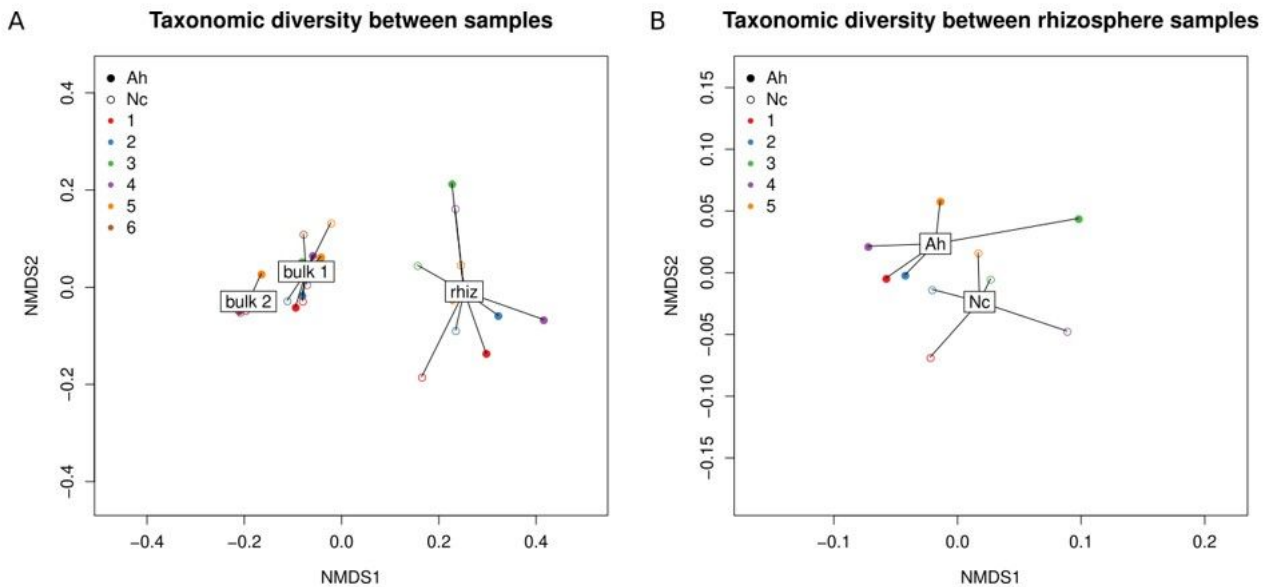 A
Taxonomic diversity between samples
Ah
Nc
1
2
3
4
5
6
bulk 1
bulk 2
rhiz
0.4
0.2
0.0
−0.2
−0.4
NMDS2
−0.4
−0.2
0.0
0.2
0.4
NMDS1
B
Taxonomic diversity between rhizosphere samples
Ah
Nc
1
2
3
4
5
Ah
Nc
0.15
0.10
0.05
0.00
−0.05
−0.10
−0.15
NMDS2
−0.1
0.0
0.1
0.2
NMDS1